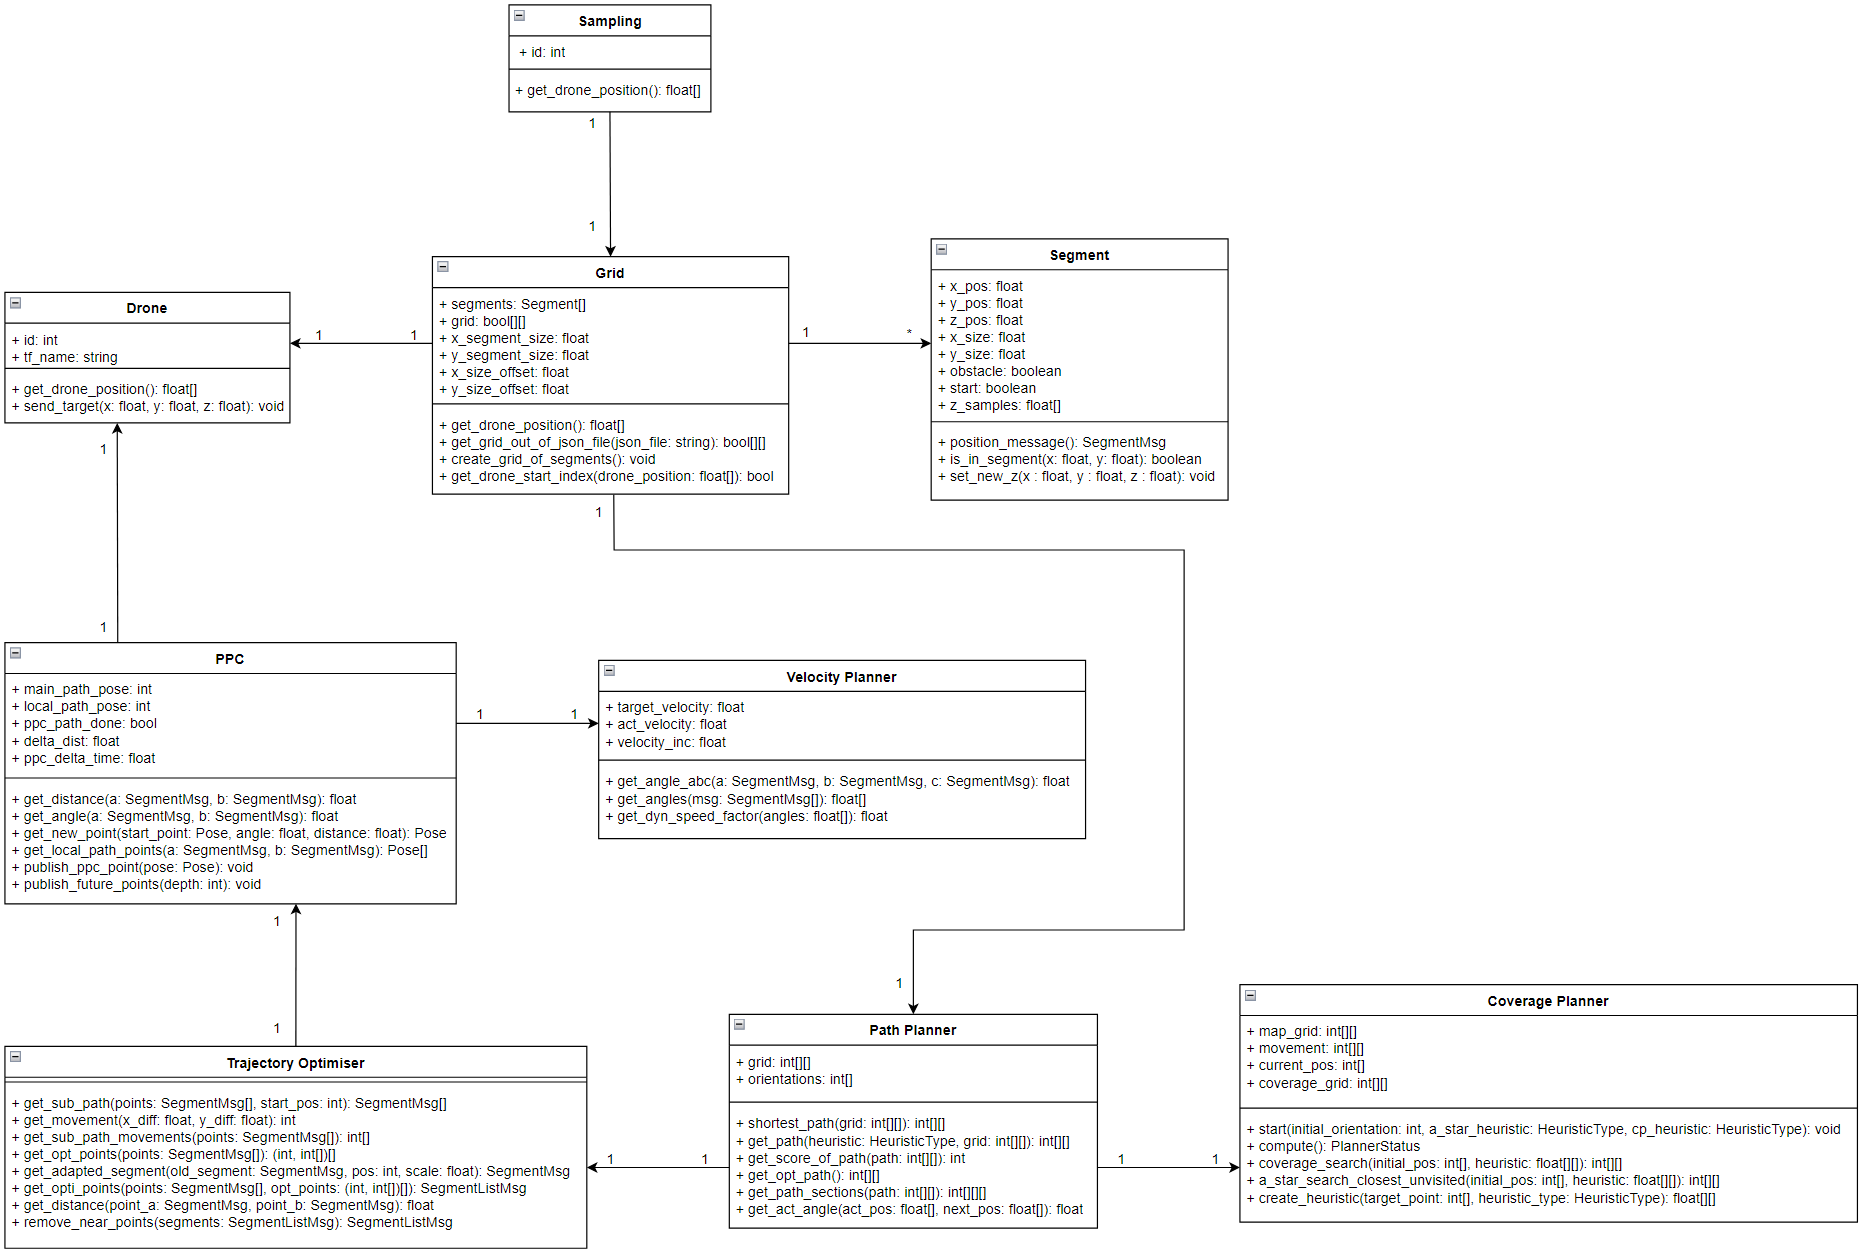 Sampling
+ id: int
+ get_drone_position(): float[]
1
1
Grid
+ segments: Segment[]
+ grid: bool[][]
+ x_segment_size: float
+ y_segment_size: float
+ x_size_offset: float
+ y_size_offset: float
+ get_drone_position(): float[]
+ get_grid_out_of_json_file(json_file: string): bool[][]
+ create_grid_of_segments(): void
+ get_drone_start_index(drone_position: float[]): bool
1
*
Segment
+ x_pos: float
+ y_pos: float
+ z_pos: float
+ x_size: float
+ y_size: float
+ obstacle: boolean
+ start: boolean
+ z_samples: float[]
+ position_message(): SegmentMsg
+ is_in_segment(x: float, y: float): boolean
+ set_new_z(x : float, y : float, z : float): void
1
1
Drone
+ id: int
+ tf_name: string
+ get_drone_position(): float[]
+ send_target(x: float, y: float, z: float): void
1
1
1
PPC
+ main_path_pose: int
+ local_path_pose: int
+ ppc_path_done: bool
+ delta_dist: float
+ ppc_delta_time: float
+ get_distance(a: SegmentMsg, b: SegmentMsg): float
+ get_angle(a: SegmentMsg, b: SegmentMsg): float
+ get_new_point(start_point: Pose, angle: float, distance: float): Pose
+ get_local_path_points(a: SegmentMsg, b: SegmentMsg): Pose[]
+ publish_ppc_point(pose: Pose): void
+ publish_future_points(depth: int): void
1
1
Velocity Planner
+ target_velocity: float
+ act_velocity: float
+ velocity_inc: float
+ get_angle_abc(a: SegmentMsg, b: SegmentMsg, c: SegmentMsg): float
+ get_angles(msg: SegmentMsg[]): float[]
+ get_dyn_speed_factor(angles: float[]): float
1
1
1
Trajectory Optimiser
+ get_sub_path(points: SegmentMsg[], start_pos: int): SegmentMsg[]
+ get_movement(x_diff: float, y_diff: float): int
+ get_sub_path_movements(points: SegmentMsg[]): int[]
+ get_opt_points(points: SegmentMsg[]): (int, int[])[]
+ get_adapted_segment(old_segment: SegmentMsg, pos: int, scale: float): SegmentMsg
+ get_opti_points(points: SegmentMsg[], opt_points: (int, int[])[]): SegmentListMsg
+ get_distance(point_a: SegmentMsg, point_b: SegmentMsg): float
+ remove_near_points(segments: SegmentListMsg): SegmentListMsg
1
1
Path Planner
+ grid: int[][]
+ orientations: int[]
+ shortest_path(grid: int[][]): int[][]
+ get_path(heuristic: HeuristicType, grid: int[][]): int[][]
+ get_score_of_path(path: int[][]): int
+ get_opt_path(): int[][]
+ get_path_sections(path: int[][]): int[][][]
+ get_act_angle(act_pos: float[], next_pos: float[]): float
1
1
Coverage Planner
+ map_grid: int[][]
+ movement: int[][]
+ current_pos: int[]
+ coverage_grid: int[][]
+ start(initial_orientation: int, a_star_heuristic: HeuristicType, cp_heuristic: HeuristicType): void
+ compute(): PlannerStatus
+ coverage_search(initial_pos: int[], heuristic: float[][]): int[][]
+ a_star_search_closest_unvisited(initial_pos: int[], heuristic: float[][]): int[][]
+ create_heuristic(target_point: int[], heuristic_type: HeuristicType): float[][]